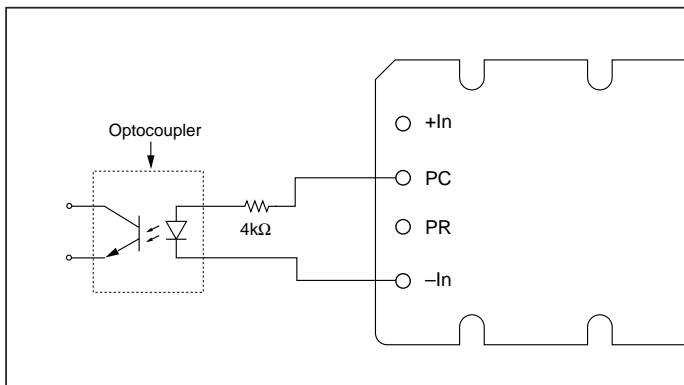 Optocoupler
4kΩ
+In
PC
PR
–In